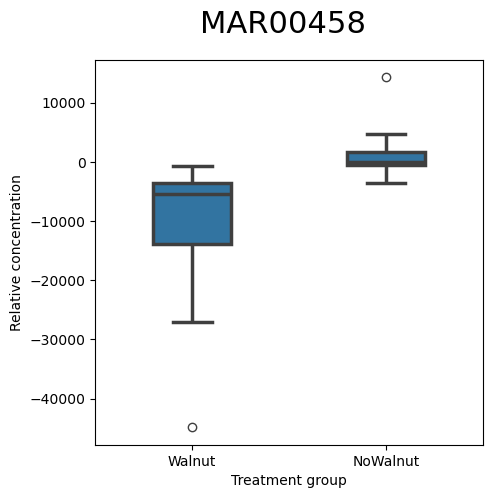 MAR00458
Relative concentration
10000
0
−10000
−20000
−30000
−40000
Walnut
NoWalnut
Treatment group